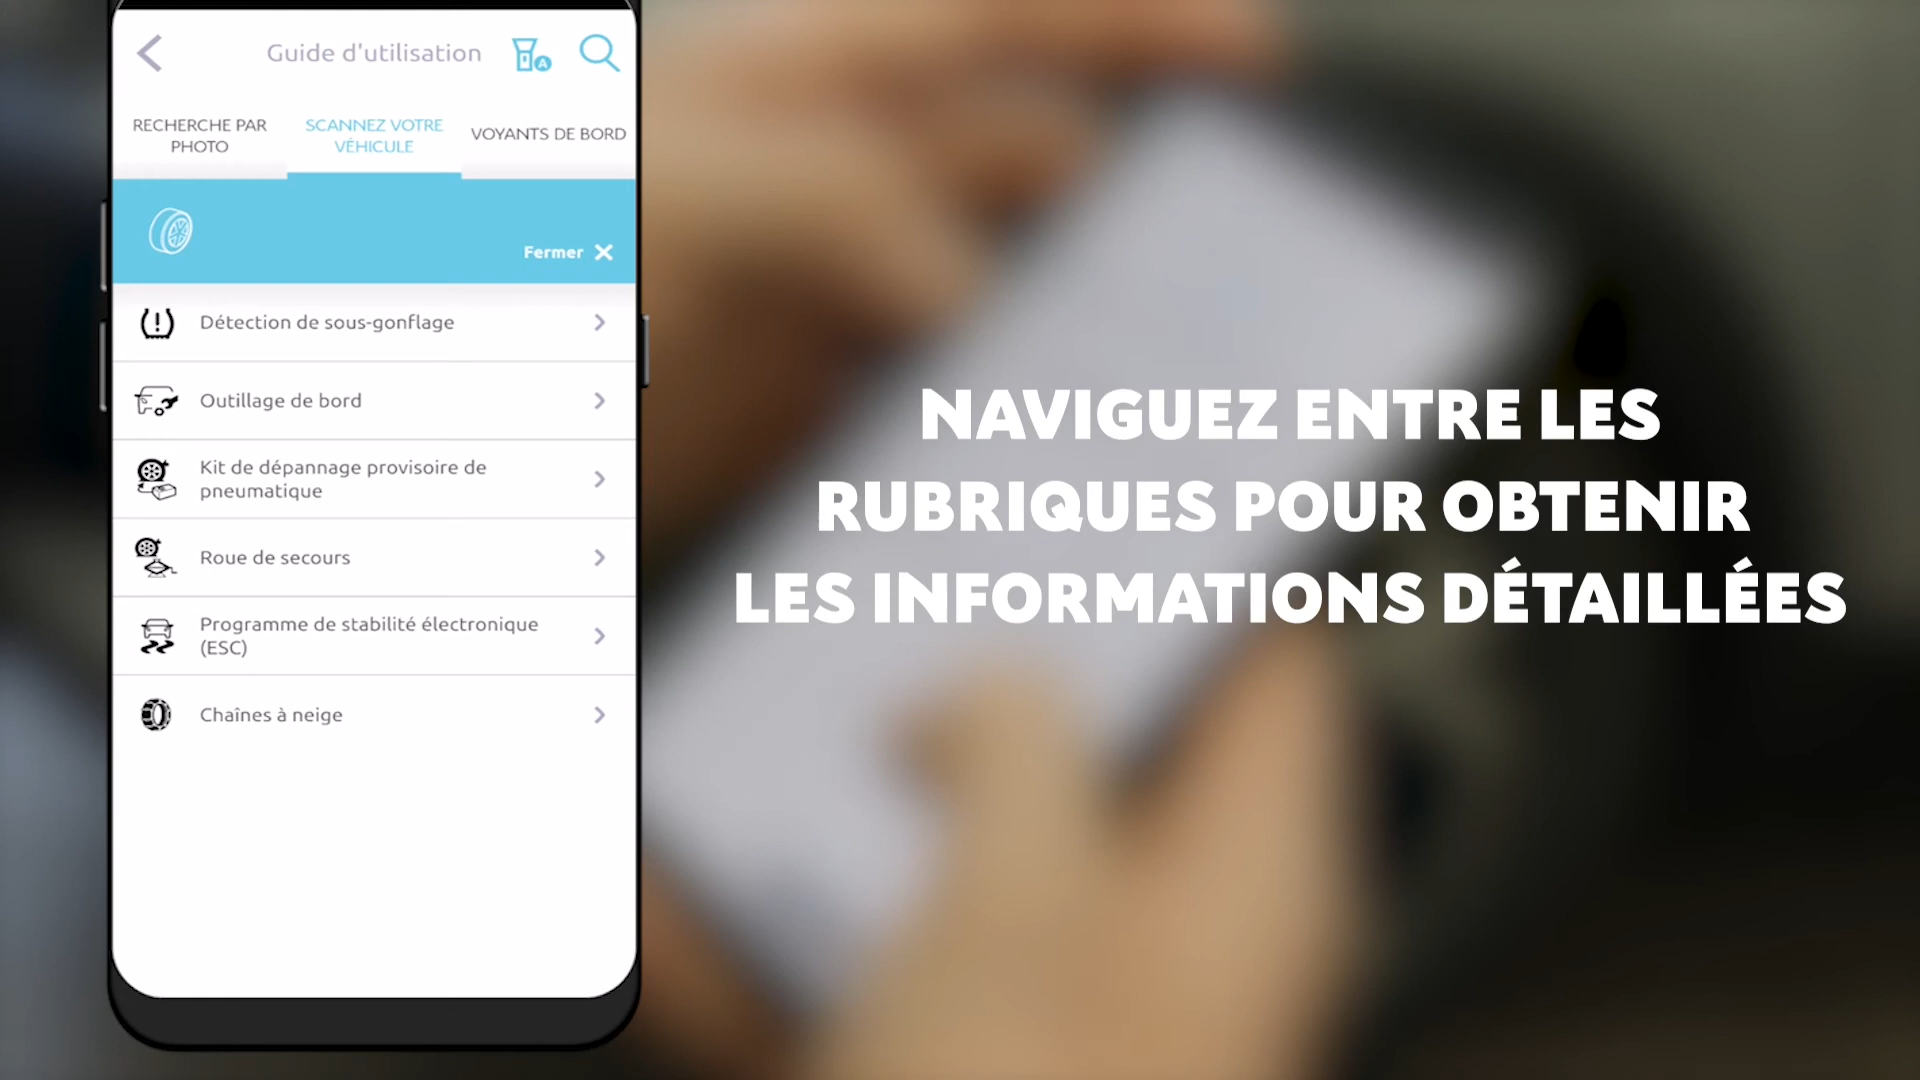 Guide d'utilisation
A
RECHERCHE PAR
PHOTO
SCANNEZ VOTRE
VÉHICULE
VOYANTS DE BORD
Fermer
Détection de sous-gonflage
Outillage de bord
Kit de dépannage provisoire de
pneumatique
Roue de secours
Programme de stabilité électronique
(ESC)
Chaînes à neige
NAVIGUEZ ENTRE LES
RUBRIQUES POUR OBTENIR
LES INFORMATIONS DÉTAILLÉES